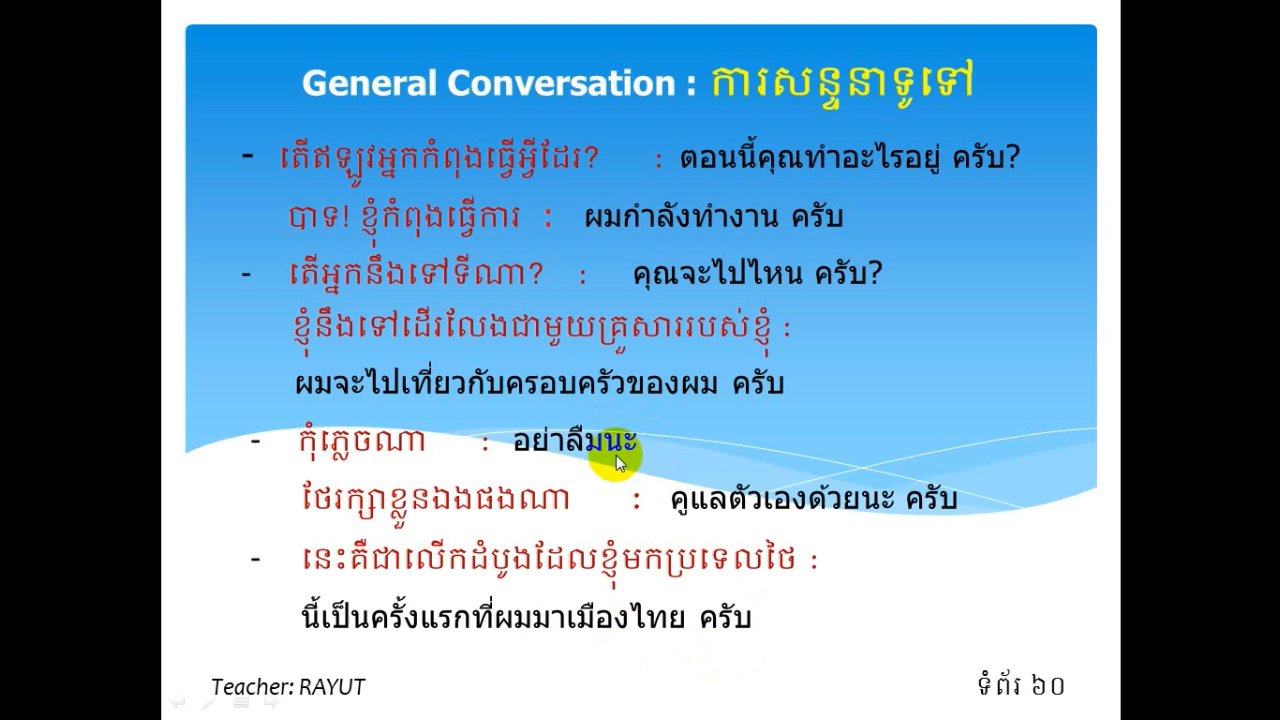 General Conversation : ការសន្ទនាទូទៅ
- តើឥឡូវអ្នកកំពុងធ្វើអ្វីដែរ? : ตอนนี้คุณทำอะไรอยู่ ครับ?
បាទ! ខ្ញុំកំពុងធ្វើការ : ผมกำลังทำงาน ครับ
- តើអ្នកនឹងទៅទីណា? : คุณจะไปไหน ครับ?
ខ្ញុំនឹងទៅដើរលែងជាមួយគ្រួសាររបស់ខ្ញុំ :
ผมจะไปเที่ยวกับครอบครัวของผม ครับ
- កុំភ្លេចណា : อย่าลืมนะ
ថែរក្សាខ្លួនឯងផងណា : คูแลตัวเองด้วยนะ ครับ
- នេះគឺជាលើកដំបូងដែលខ្ញុំមកប្រទេលថៃ :
นี้เป็นครั้งแรกที่ผมมาเมืองไทย ครับ
Teacher: RAYUT
ទំព័រ ៦០